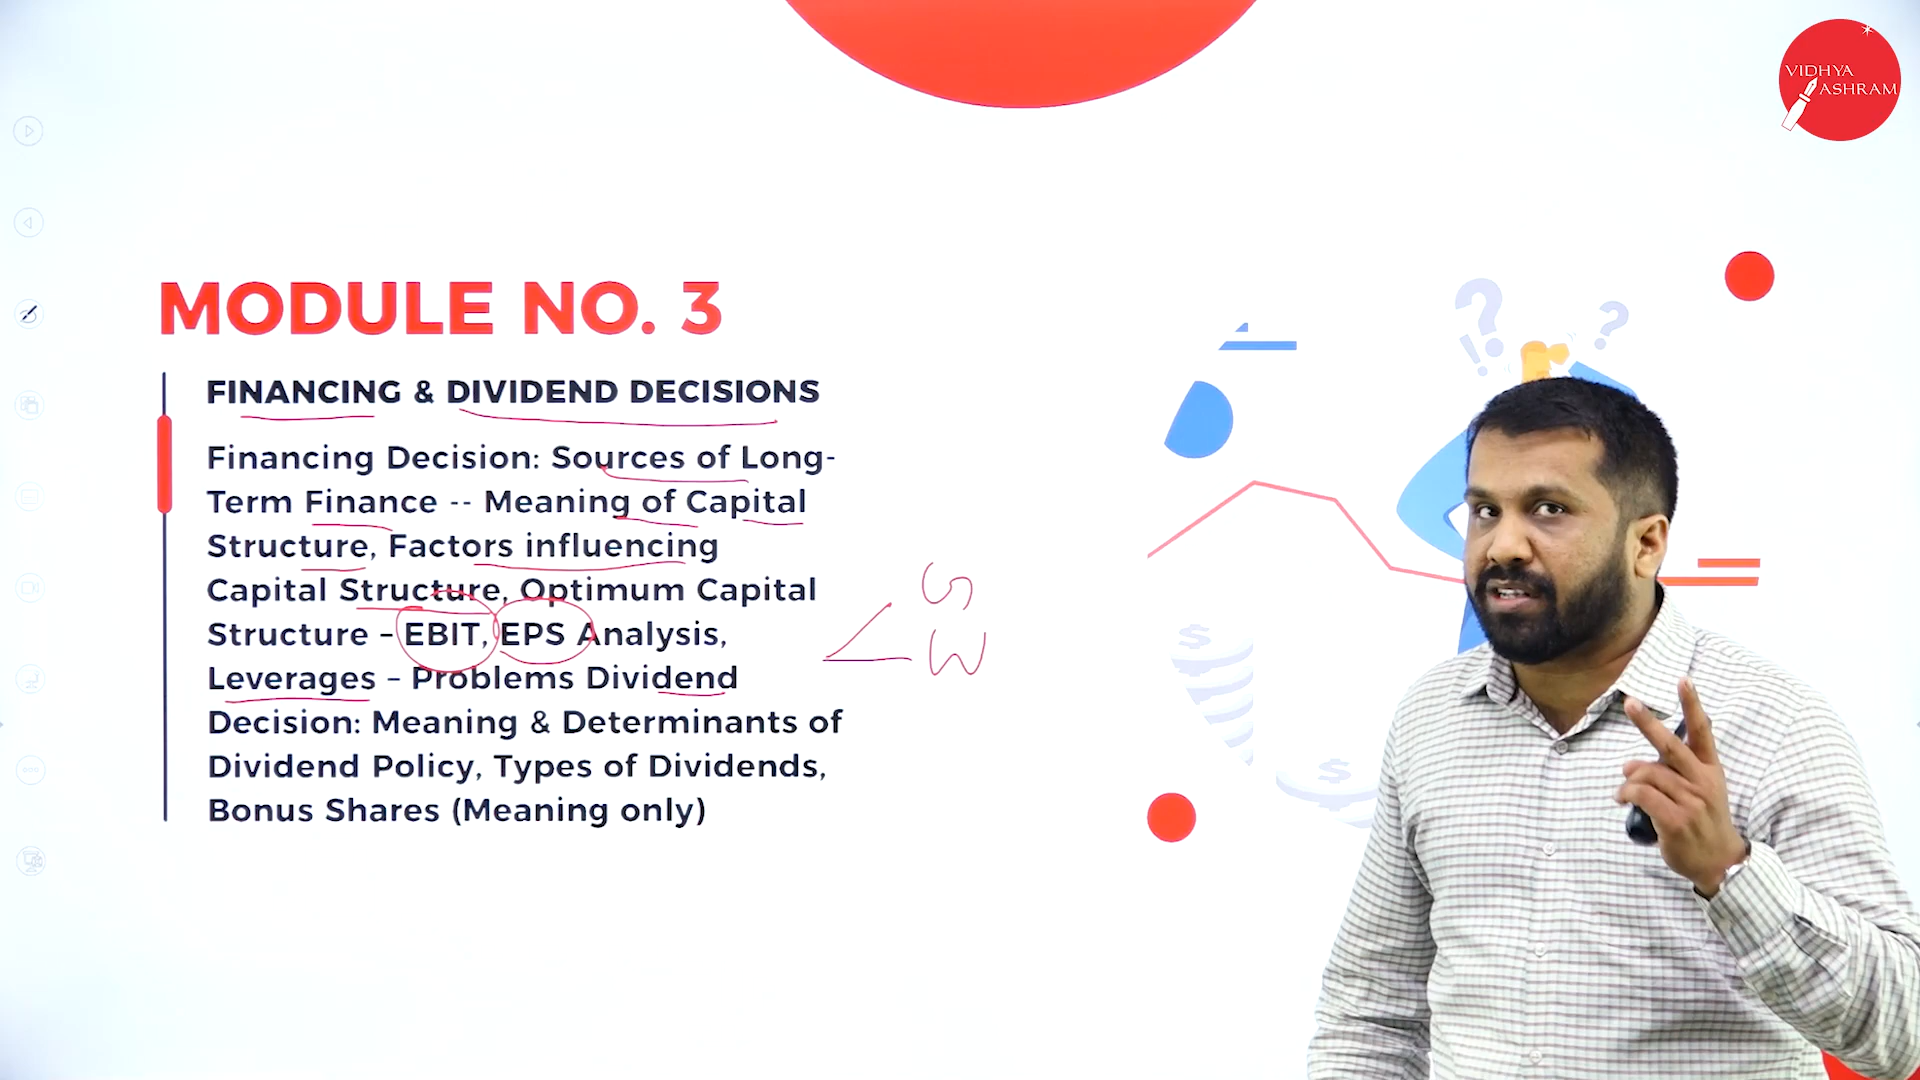 VIDHYA
ASHRAM
MODULE NO. 3
FINANCING & DIVIDEND DECISIONS
Financing Decision: Sources of Long-
Term Finance -- Meaning of Capital
Structure, Factors influencing
Capital Structure, Optimum Capital
Structure – EBIT, EPS Analysis,
Leverages – Problems Dividend
Decision: Meaning & Determinants of
Dividend Policy, Types of Dividends,
Bonus Shares (Meaning only)